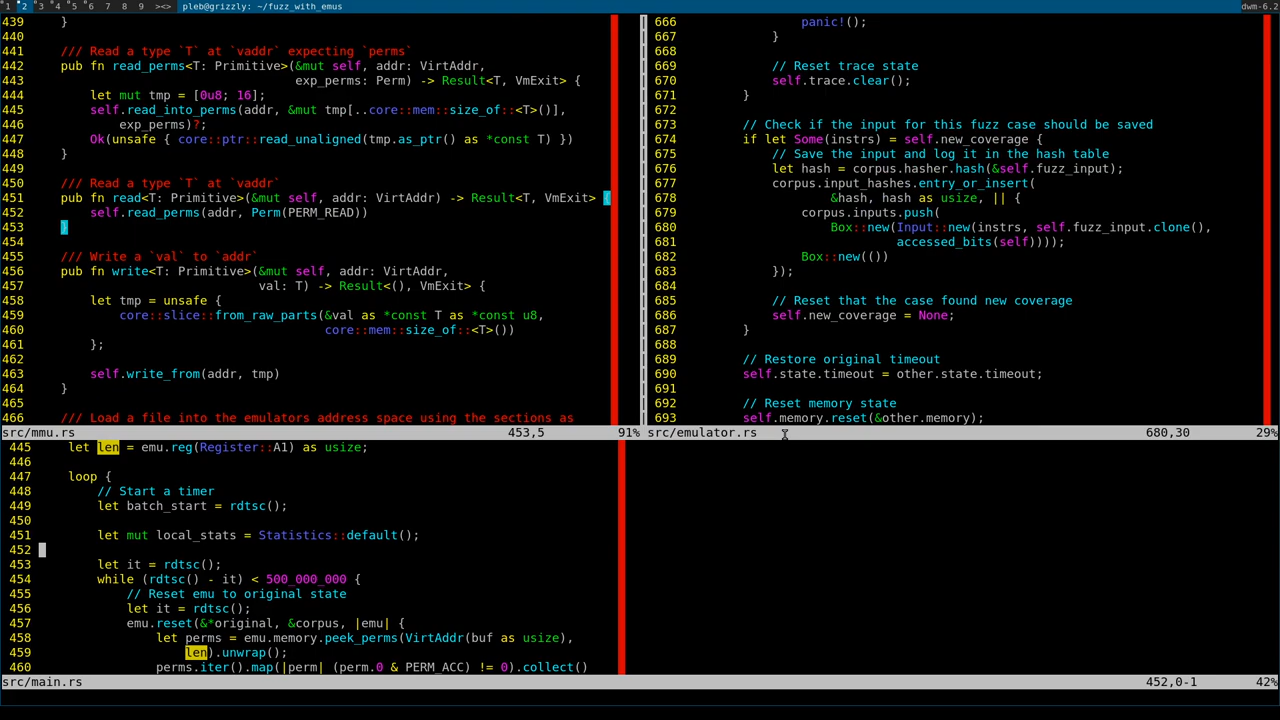 1 2 3 4 5 6 7 8 9 ><> pleb@grizzly: ~/fuzz_with_emus dwm-6.2
439     }
440
441     /// Read a type `T` at `vaddr` expecting `perms`
442     pub fn read_perms<T: Primitive>(&mut self, addr: VirtAddr,
443                                     exp_perms: Perm) -> Result<T, VmExit> {
444         let mut tmp = [0u8; 16];
445         self.read_into_perms(addr, &mut tmp[..core::mem::size_of::<T>()],
446             exp_perms)?;
447         Ok(unsafe { core::ptr::read_unaligned(tmp.as_ptr() as *const T) })
448     }
449
450     /// Read a type `T` at `vaddr`
451     pub fn read<T: Primitive>(&mut self, addr: VirtAddr) -> Result<T, VmExit> {
452         self.read_perms(addr, Perm(PERM_READ))
453     }
454
455     /// Write a `val` to `addr`
456     pub fn write<T: Primitive>(&mut self, addr: VirtAddr,
457                                val: T) -> Result<(), VmExit> {
458         let tmp = unsafe {
459             core::slice::from_raw_parts(&val as *const T as *const u8,
460                                         core::mem::size_of::<T>())
461         };
462
463         self.write_from(addr, tmp)
464     }
465
466     /// Load a file into the emulators address space using the sections as
src/mmu.rs 453,5 91%
666                 panic!();
667             }
668
669             // Reset trace state
670             self.trace.clear();
671         }
672
673         // Check if the input for this fuzz case should be saved
674         if let Some(instrs) = self.new_coverage {
675             // Save the input and log it in the hash table
676             let hash = corpus.hasher.hash(&self.fuzz_input);
677             corpus.input_hashes.entry_or_insert(
678                     &hash, hash as usize, || {
679                 corpus.inputs.push(
680                     Box::new(Input::new(instrs, self.fuzz_input.clone(),
681                              accessed_bits(self))));
682                 Box::new(())
683             });
684
685             // Reset that the case found new coverage
686             self.new_coverage = None;
687         }
688
689         // Restore original timeout
690         self.state.timeout = other.state.timeout;
691
692         // Reset memory state
693         self.memory.reset(&other.memory);
src/emulator.rs 680,30 29%
445     let len = emu.reg(Register::A1) as usize;
446
447     loop {
448         // Start a timer
449         let batch_start = rdtsc();
450
451         let mut local_stats = Statistics::default();
452
453         let it = rdtsc();
454         while (rdtsc() - it) < 500_000_000 {
455             // Reset emu to original state
456             let it = rdtsc();
457             emu.reset(&*original, &corpus, |emu| {
458                 let perms = emu.memory.peek_perms(VirtAddr(buf as usize),
459                     len).unwrap();
460                 perms.iter().map(|perm| (perm.0 & PERM_ACC) != 0).collect()
src/main.rs 452,0-1 42%